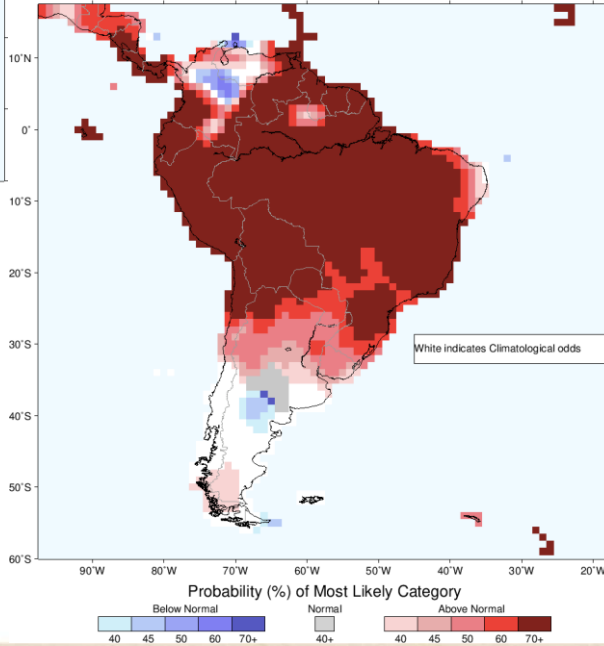 10˚N
0˚
10˚S
20˚S
30˚S
40˚S
50˚S
60˚S
White indicates Climatological odds
90˚W 80˚W 70˚W 60˚W 50˚W 40˚W 30˚W 20˚W
Probability (%) of Most Likely Category
Below Normal Normal Above Normal
40 45 50 60 70+ 40+ 40 45 50 60 70+